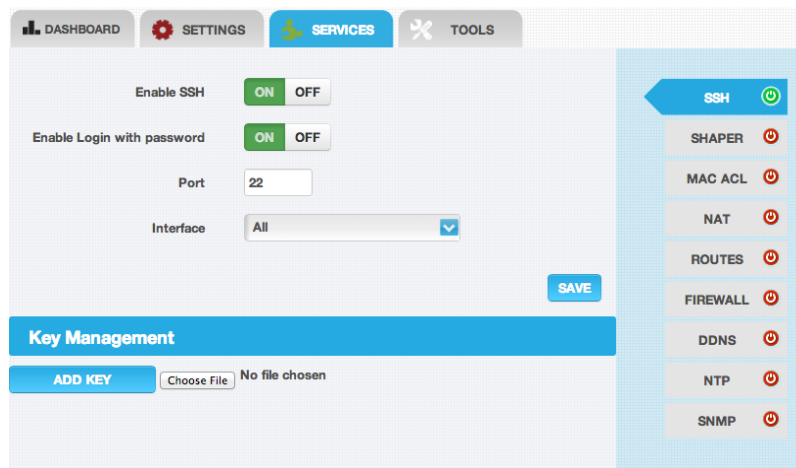 DASHBOARD SETTINGS SERVICES TOOLS
Enable SSH ON OFF
Enable Login with password ON OFF
Port 22
Interface All
SAVE
Key Management
ADD KEY Choose File No file chosen
SSH
SHAPER
MAC ACL
NAT
ROUTES
FIREWALL
DDNS
NTP
SNMP